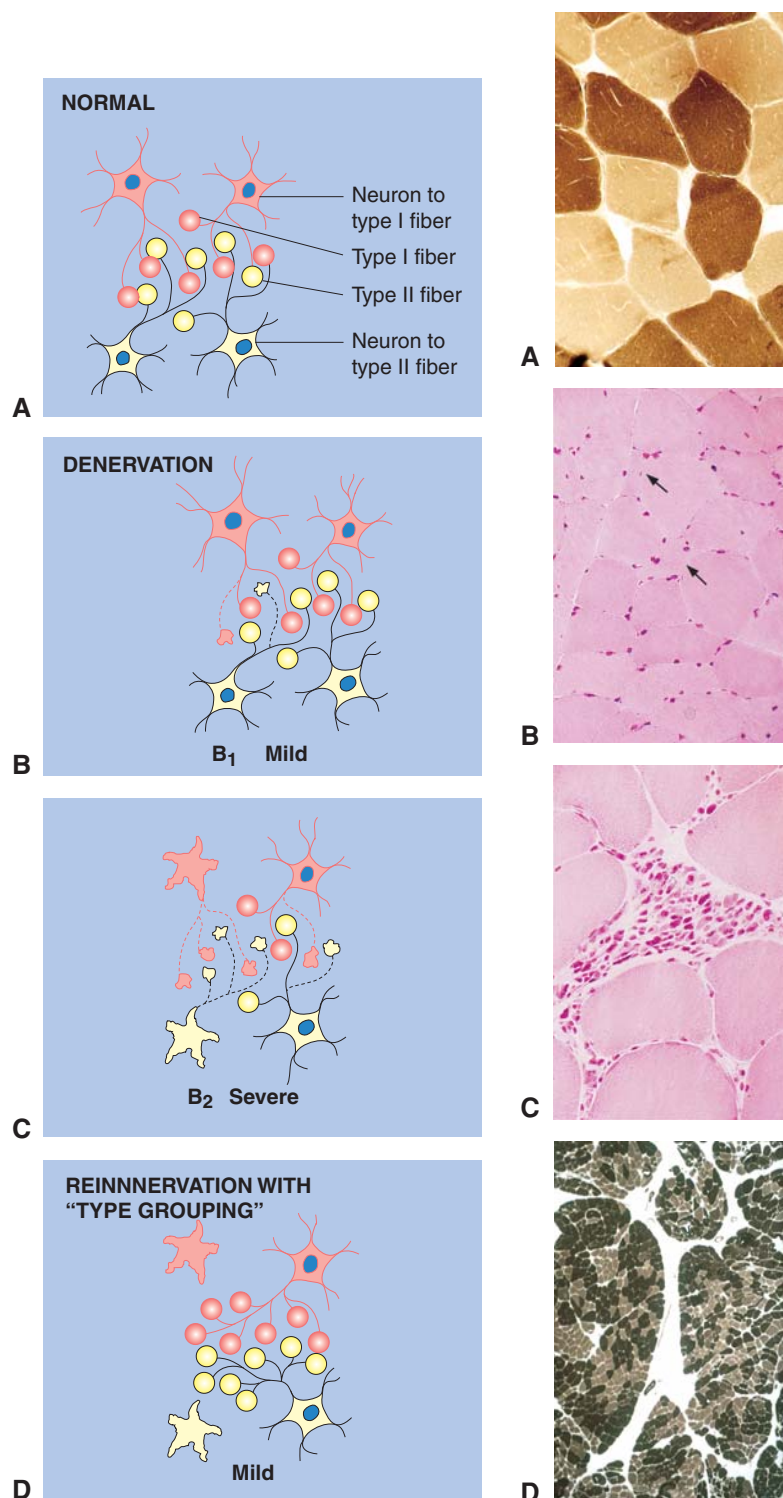 NORMAL
Neuron to
type I fiber
Type I fiber
Type II fiber
Neuron to
type II fiber
A
A
DENERVATION
B1 Mild
B
B
B2 Severe
C
C
REINNNERVATION WITH
“TYPE GROUPING”
Mild
D
D